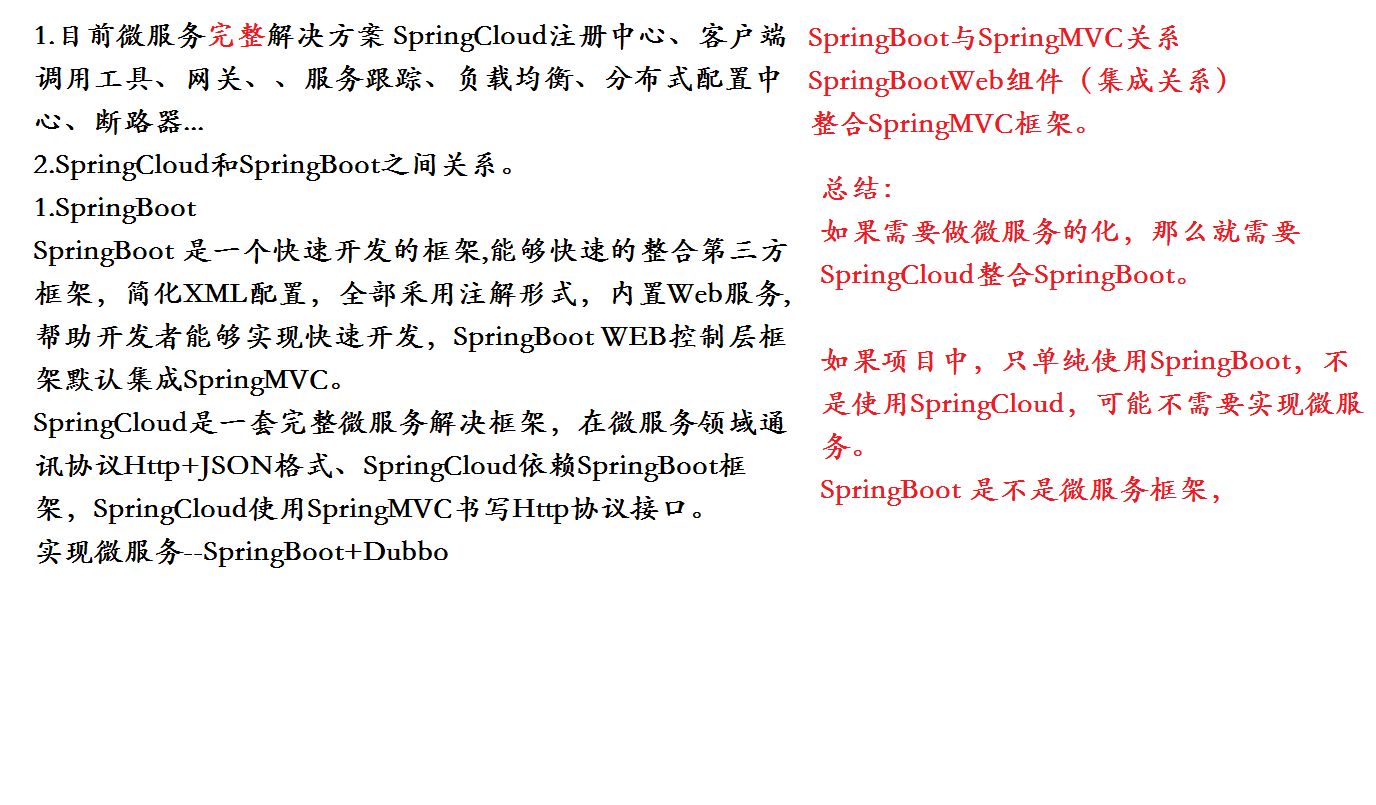 1.目前微服务完整解决方案 SpringCloud注册中心、客户端
调用工具、网关、、服务跟踪、负载均衡、分布式配置中
心、断路器...
2.SpringCloud和SpringBoot之间关系。
1.SpringBoot
SpringBoot 是一个快速开发的框架,能够快速的整合第三方
框架，简化XML配置，全部采用注解形式，内置Web服务,
帮助开发者能够实现快速开发，SpringBoot WEB控制层框
架默认集成SpringMVC。
SpringCloud是一套完整微服务解决框架，在微服务领域通
讯协议Http+JSON格式、SpringCloud依赖SpringBoot框
架，SpringCloud使用SpringMVC书写Http协议接口。
实现微服务--SpringBoot+Dubbo
SpringBoot与SpringMVC关系
SpringBootWeb组件（集成关系）
整合SpringMVC框架。
总结：
如果需要做微服务的化，那么就需要
SpringCloud整合SpringBoot。
如果项目中，只单纯使用SpringBoot，不
是使用SpringCloud，可能不需要实现微服
务。
SpringBoot 是不是微服务框架，